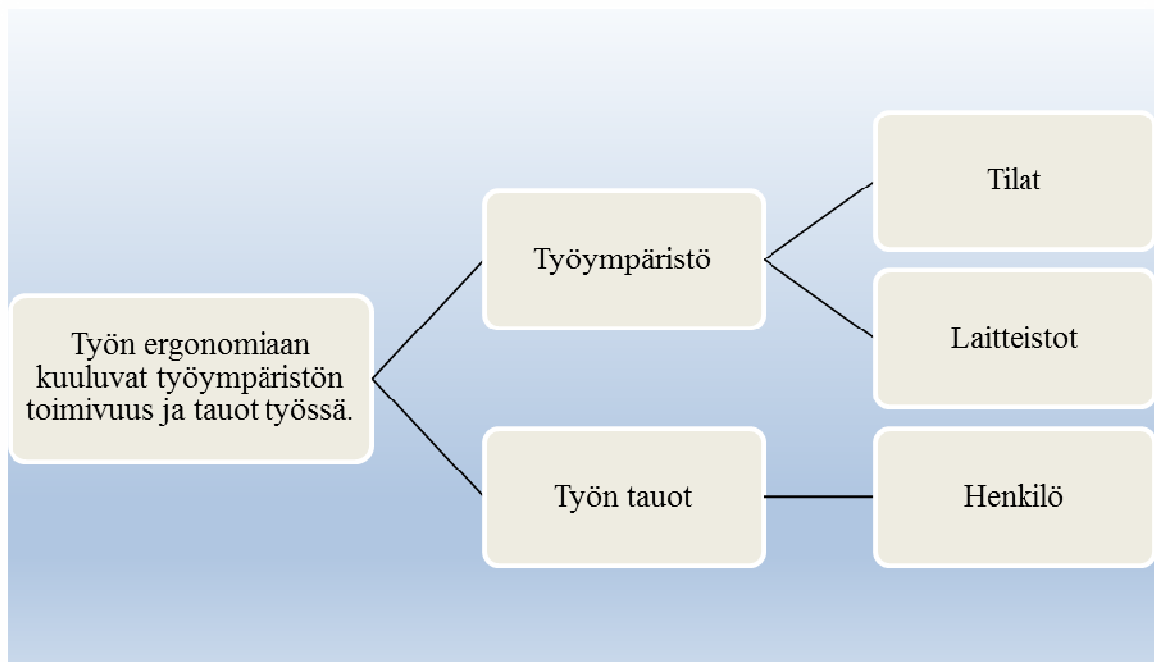 Työn ergonomiaan
kuuluvat työympäristön
toimivuus ja tauot työssä.
Työympäristö
Tilat
Laitteistot
Työn tauot
Henkilö